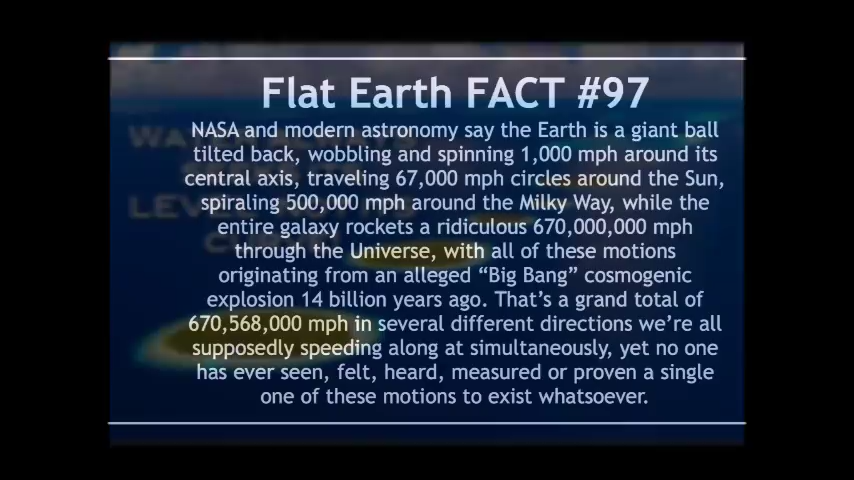 Flat Earth FACT #97
NASA and modern astronomy say the Earth is a giant ball
tilted back, wobbling and spinning 1,000 mph around its
central axis, traveling 67,000 mph circles around the Sun,
spiraling 500,000 mph around the Milky Way, while the
entire galaxy rockets a ridiculous 670,000,000 mph
through the Universe, with all of these motions
originating from an alleged “Big Bang” cosmogenic
explosion 14 billion years ago. That’s a grand total of
670,568,000 mph in several different directions we’re all
supposedly speeding along at simultaneously, yet no one
has ever seen, felt, heard, measured or proven a single
one of these motions to exist whatsoever.